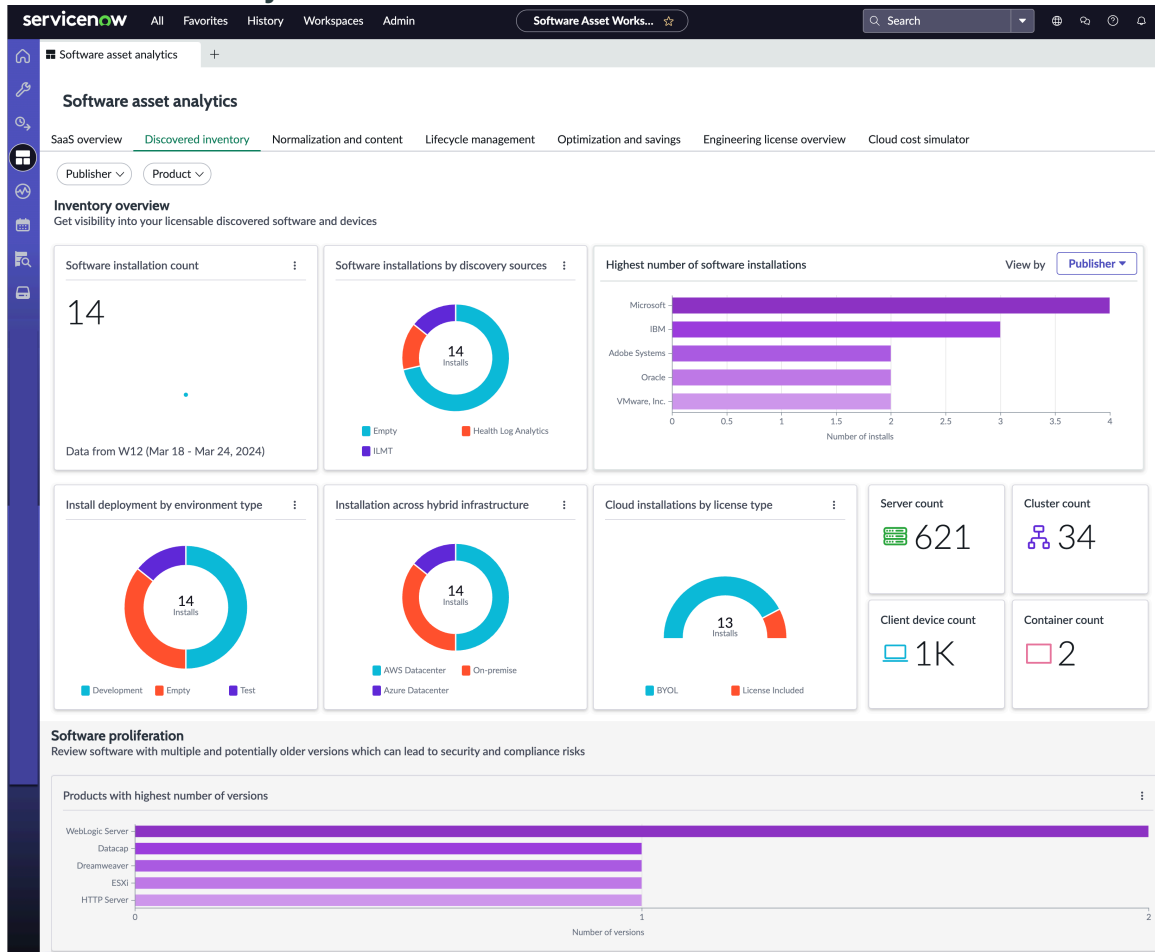 servicenow All Favorites History Workspaces Admin Software Asset Works... Search
Software asset analytics
Software asset analytics
SaaS overview Discovered inventory Normalization and content Lifecycle management Optimization and savings Engineering license overview Cloud cost simulator
Publisher Product
Inventory overview
Get visibility into your licensable discovered software and devices
Software installation count
14
Data from W12 (Mar 18 - Mar 24, 2024)
Software installations by discovery sources
14
Installs
Empty Health Log Analytics
ILMT
Highest number of software installations View by Publisher
Microsoft
IBM
Adobe Systems
Oracle
VMware, Inc.
0 0.5 1 1.5 2 2.5 3 3.5 4
Number of installs
Install deployment by environment type
14
Installs
Development Empty Test
Installation across hybrid infrastructure
14
Installs
AWS Datacenter On-premise
Azure Datacenter
Cloud installations by license type
13
Installs
BYOL License Included
Server count
621
Cluster count
34
Client device count
1K
Container count
2
Software proliferation
Review software with multiple and potentially older versions which can lead to security and compliance risks
Products with highest number of versions
WebLogic Server
Datacap
Dreamweaver
ESXi
HTTP Server
0 1 2
Number of versions